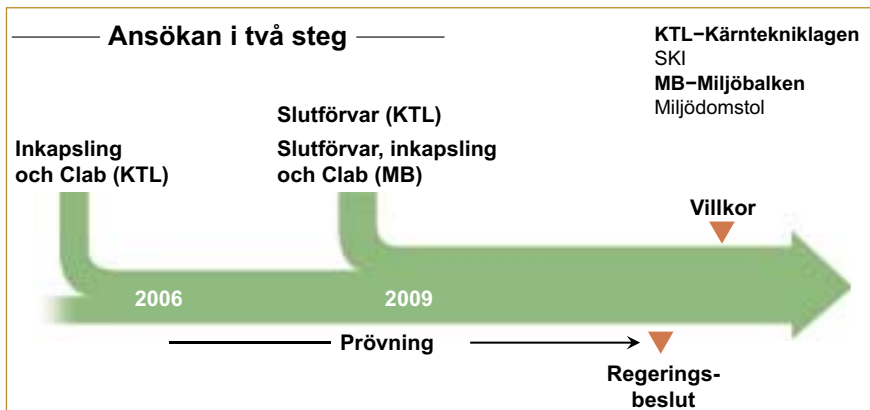 Ansökan i två steg
KTL–Kärntekniklagen
SKI
MB–Miljöbalken
Miljödomstol
Inkapsling
och Clab (KTL)
Slutförvar (KTL)
Slutförvar, inkapsling
och Clab (MB)
Villkor
2006
2009
Prövning
Regerings-
beslut